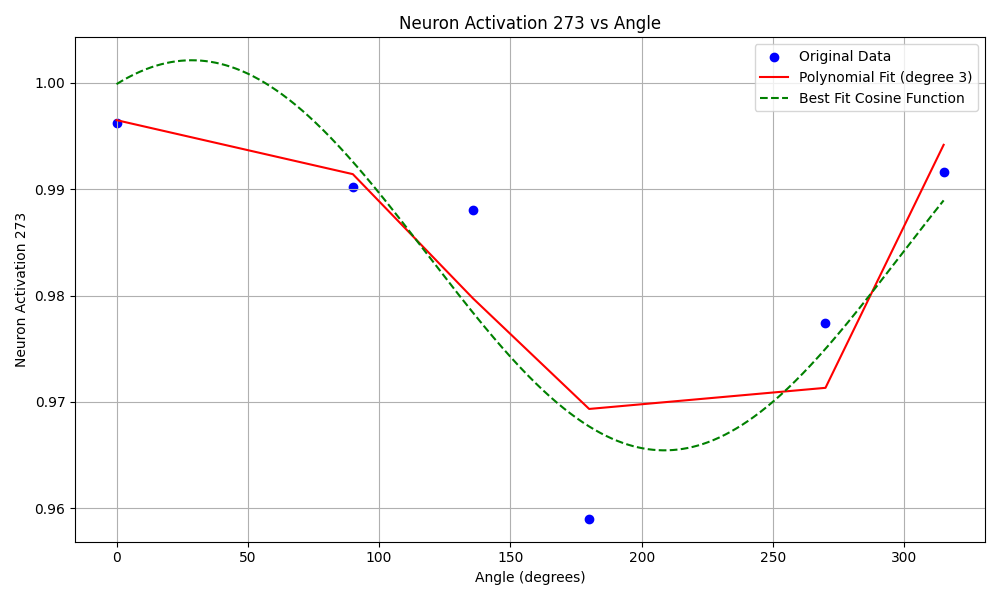 Neuron Activation 273 vs Angle
Original Data
Polynomial Fit (degree 3)
Best Fit Cosine Function
Neuron Activation 273
1.00
0.99
0.98
0.97
0.96
0
50
100
150
200
250
300
Angle (degrees)